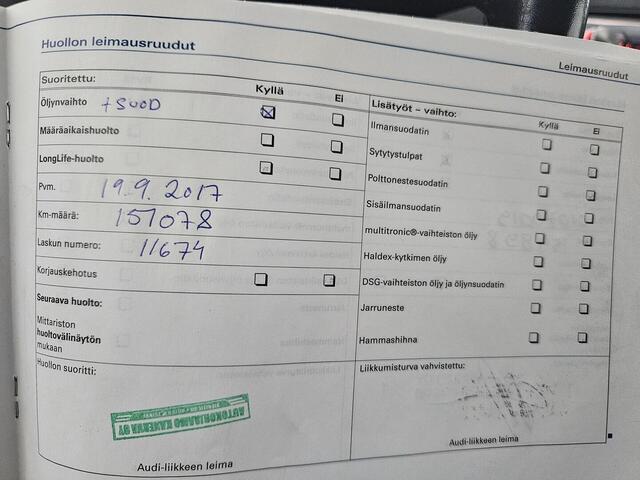 Huollon leimausruudut
Leimausruudut
Suoritettu:
Kyllä
Ei
Öljynvaihto + SUOD
Määräaikaishuolto
LongLife-huolto
Pvm. 19.9.2017
Km-määrä: 151078
Laskun numero: 11674
Korjauskehotus
Seuraava huolto:
Mittariston
huoltovälinäytön
mukaan
Huollon suoritti:
AUTOKORJAAMO KAMERVA OY
Audi-liikkeen leima
Lisätyöt – vaihto:
Kyllä
Ei
Ilmansuodatin
Sytytystulpat
Polttonestesuodatin
Sisäilmansuodatin
multitronic®-vaihteiston öljy
Haldex-kytkimen öljy
DSG-vaihteiston öljy ja öljynsuodatin
Jarruneste
Hammashihna
Liikkumisturva vahvistettu:
Audi-liikkeen leima